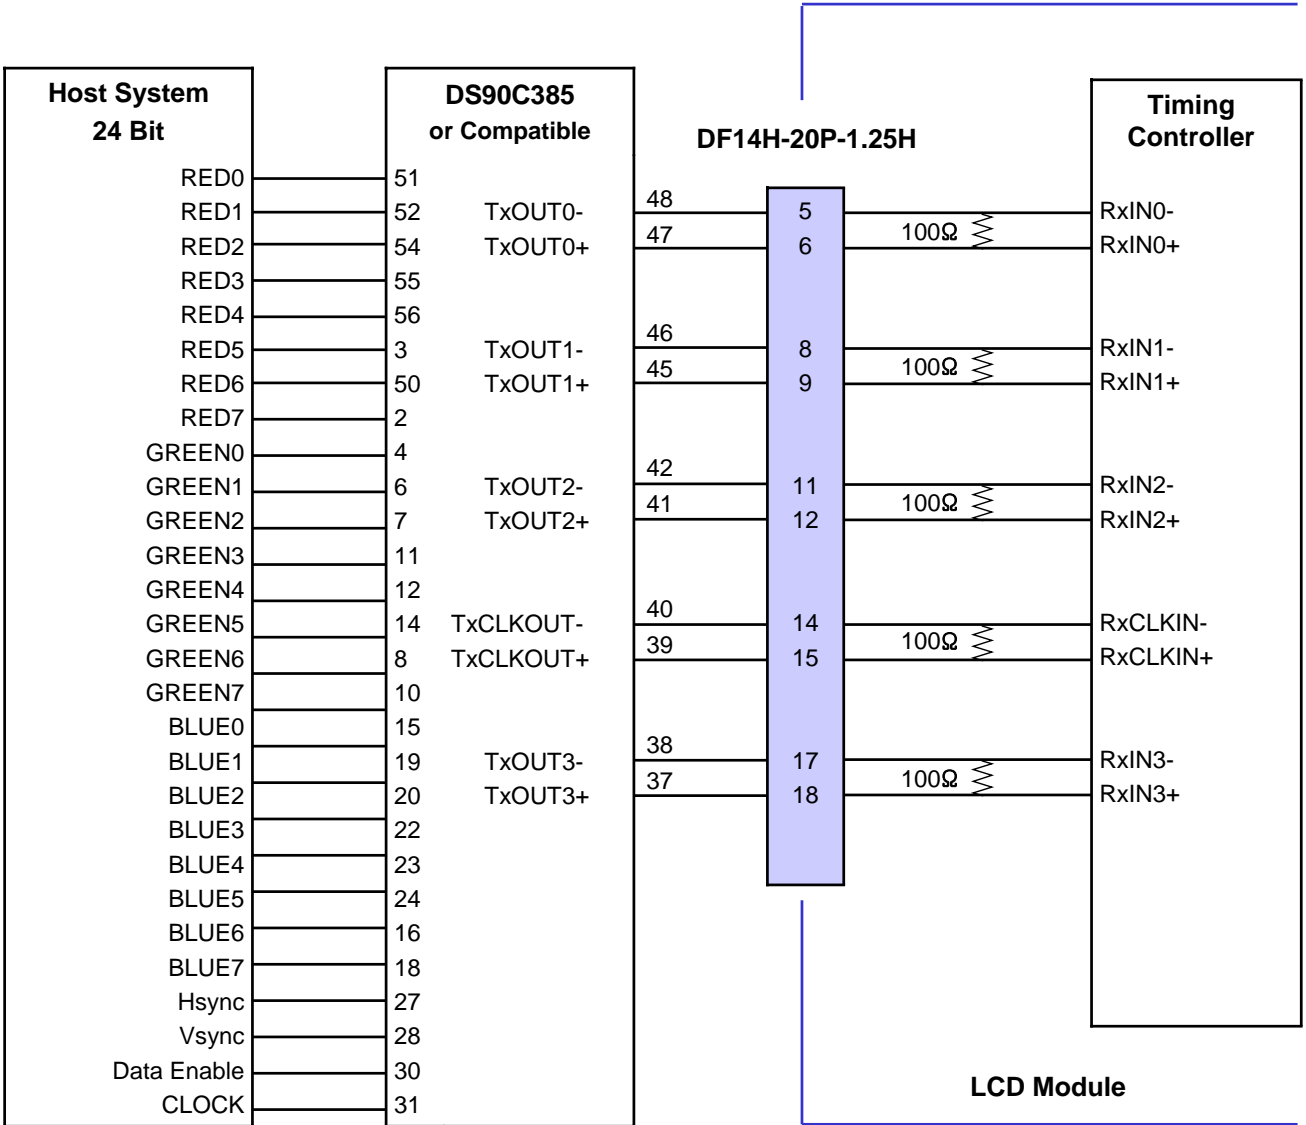 Host System
24 Bit
RED0
RED1
RED2
RED3
RED4
RED5
RED6
RED7
GREEN0
GREEN1
GREEN2
GREEN3
GREEN4
GREEN5
GREEN6
GREEN7
BLUE0
BLUE1
BLUE2
BLUE3
BLUE4
BLUE5
BLUE6
BLUE7
Hsync
Vsync
Data Enable
CLOCK
DS90C385
or Compatible
51
52
54
55
56
3
50
2
4
6
7
11
12
14
8
10
15
19
20
22
23
24
16
18
27
28
30
31
TxOUT0-
TxOUT0+
TxOUT1-
TxOUT1+
TxOUT2-
TxOUT2+
TxCLKOUT-
TxCLKOUT+
TxOUT3-
TxOUT3+
48
47
46
45
42
41
40
39
38
37
DF14H-20P-1.25H
5
6
8
9
11
12
14
15
17
18
100Ω
100Ω
100Ω
100Ω
100Ω
Timing
Controller
RxIN0-
RxIN0+
RxIN1-
RxIN1+
RxIN2-
RxIN2+
RxCLKIN-
RxCLKIN+
RxIN3-
RxIN3+
LCD Module